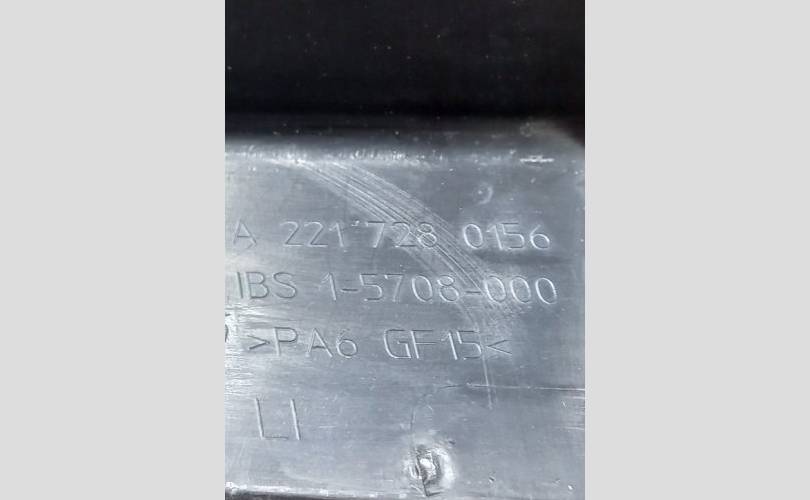 A 221 728 0156
IBS 1-5708-000
>PA6 GF15<
LI